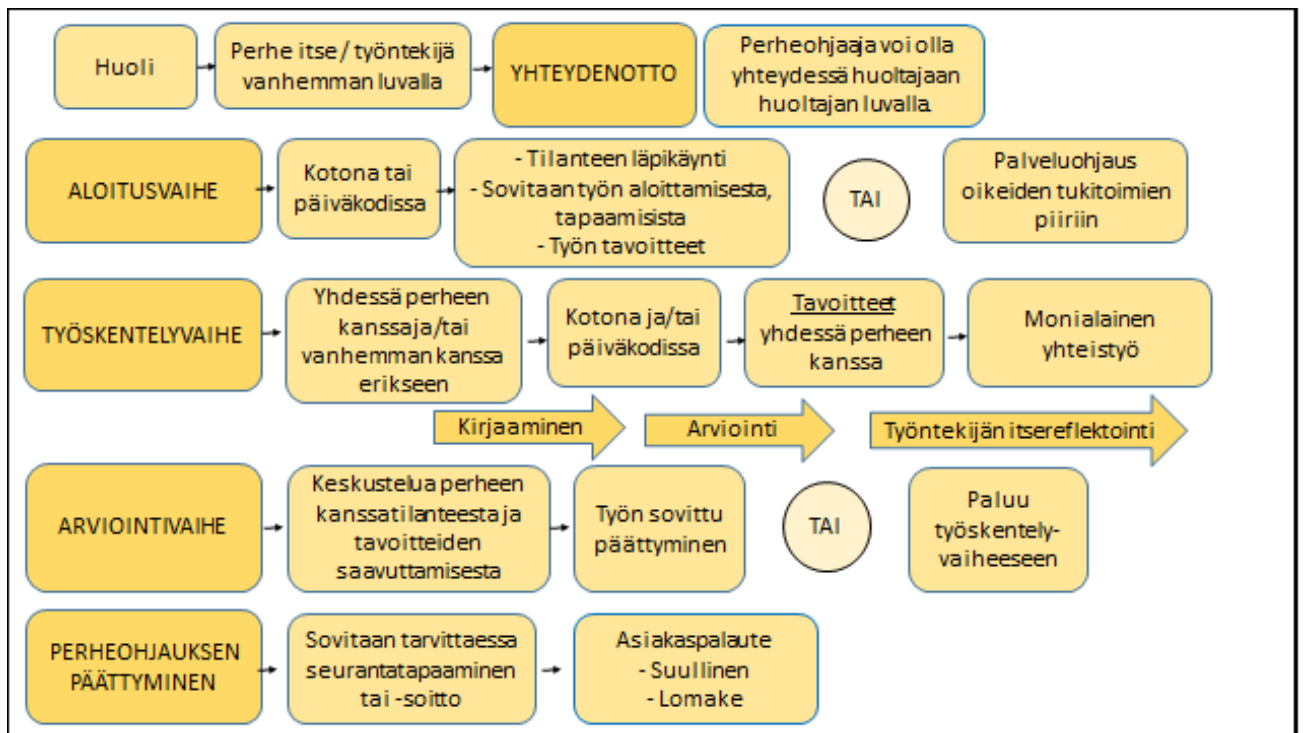 Huoli
Perhe itse / työntekijä
vanhemman luvalla
YHTEYDENOTTO
Perheohjaaja voi olla
yhteydessä huoltajaan
huoltajan luvalla.
ALOITUSVAIHE
Kotona tai
päiväkodissa
- Tilanteen läpikäynti
- Sovitaan työn aloittamisesta,
tapaamisista
- Työn tavoitteet
TAI
Palveluohjaus
oikeiden tukitoimien
piiriin
TYÖSKENTELYVAIHE
Yhdessä perheen
kanssa ja/tai
vanhemman kanssa
erikseen
Kotona ja/tai
päiväkodissa
Tavoitteet
yhdessä perheen
kanssa
Monialainen
yhteistyö
Kirjaaminen
Arviointi
Työntekijän itsereflektointi
ARVIOINTIVAIHE
Keskustelua perheen
kanssa tilanteesta ja
tavoitteiden
saavuttamisesta
Työn sovittu
päättyminen
TAI
Paluu
työskentely-
vaiheeseen
PERHEOHJAUKSEN
PÄÄTTYMINEN
Sovitaan tarvittaessa
seurantatapaaminen
tai -soitto
Asiakaspalaute
- Suullinen
- Lomake